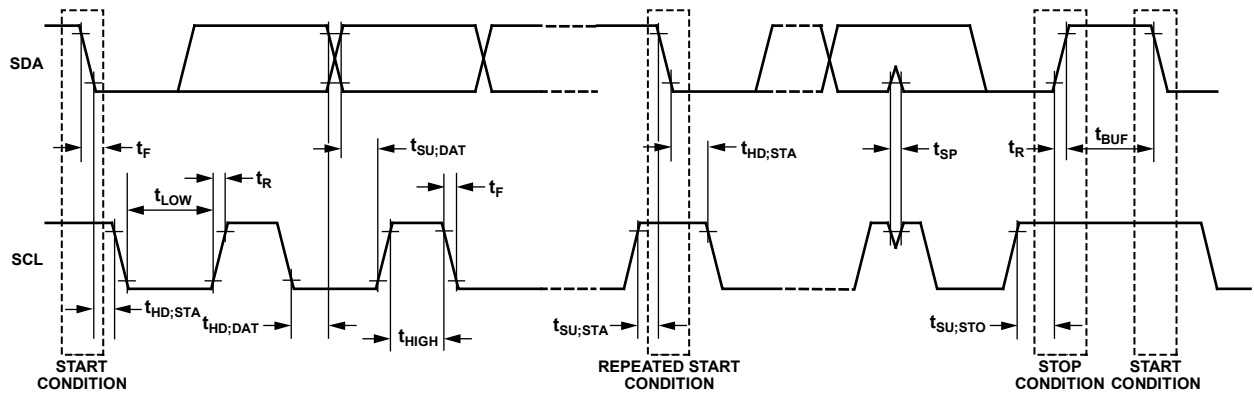 SDA
t_F
t_SU;DAT
t_HD;STA
t_SP
t_R
t_BUF
t_LOW
t_R
t_F
SCL
t_HD;STA
t_HD;DAT
t_HIGH
t_SU;STA
t_SU;STO
START
CONDITION
REPEATED START
CONDITION
STOP
CONDITION
START
CONDITION